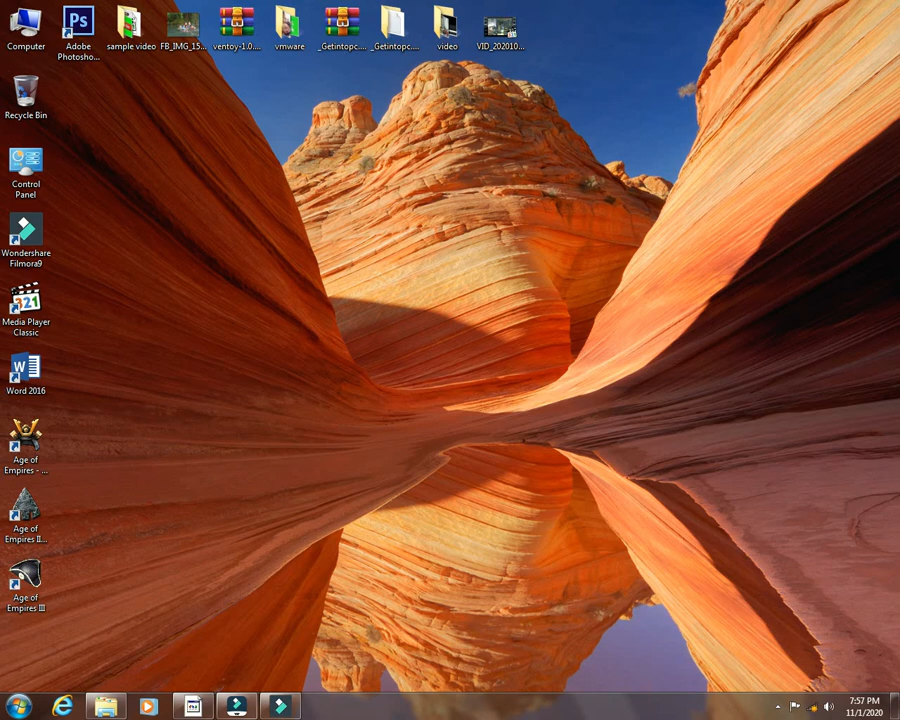 Computer
Ps
Adobe
Photosho...
sample video
FB_IMG_15...
ventoy-1.0....
vmware
_Getintopc....
_Getintopc....
video
VID_202010...
Recycle Bin
Control
Panel
Wondershare
Filmora9
321
Media Player
Classic
W
Word 2016
Age of
Empires - ...
Age of
Empires II...
Age of
Empires III
7:57 PM
11/1/2020